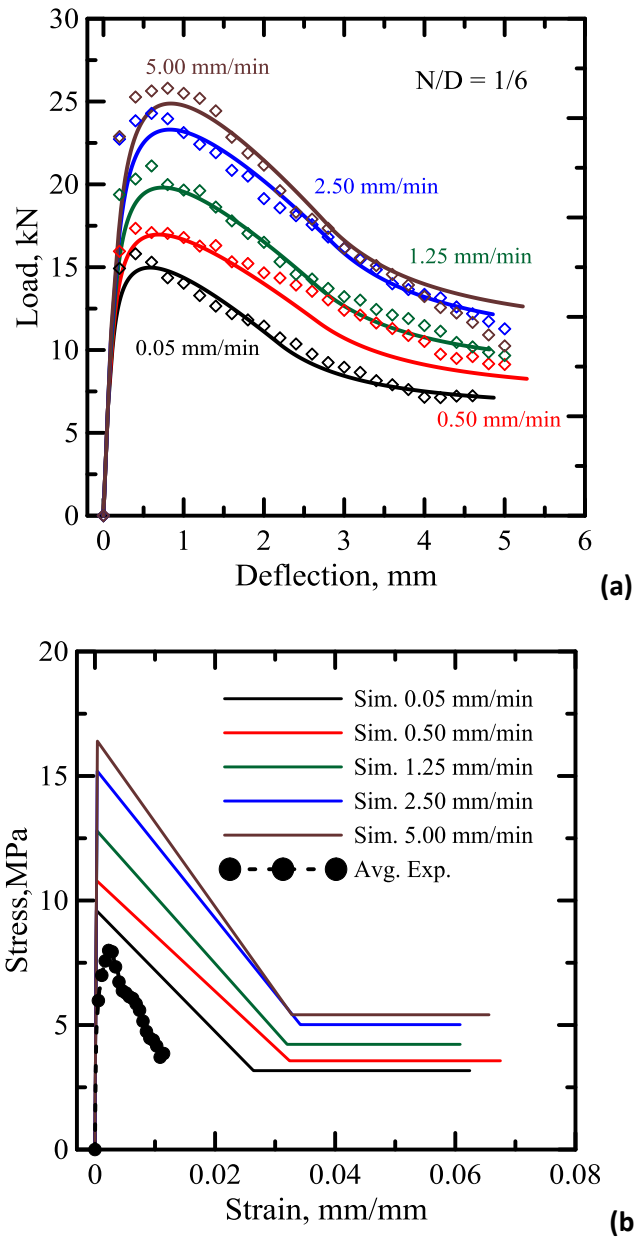 30
25
20
15
10
5
0
Load, kN
5.00 mm/min
N/D = 1/6
2.50 mm/min
1.25 mm/min
0.05 mm/min
0.50 mm/min
0 1 2 3 4 5 6
Deflection, mm
(a)
20
15
10
5
0
Stress,MPa
Sim. 0.05 mm/min
Sim. 0.50 mm/min
Sim. 1.25 mm/min
Sim. 2.50 mm/min
Sim. 5.00 mm/min
Avg. Exp.
0 0.02 0.04 0.06 0.08
Strain, mm/mm
(b